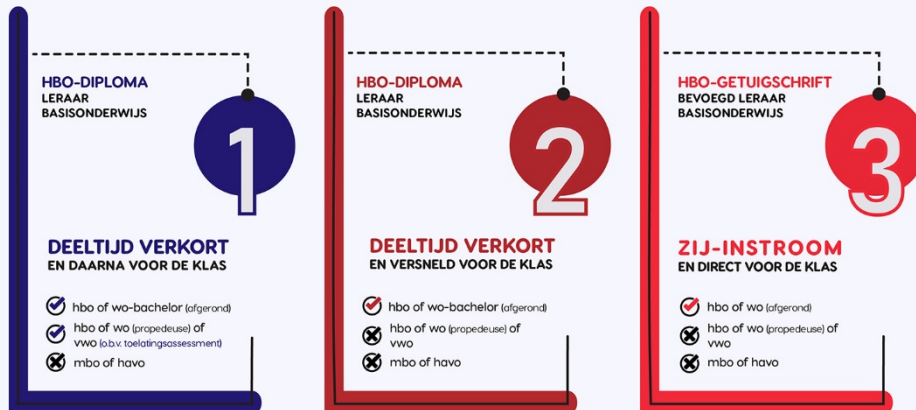 HBO-DIPLOMA
LERAAR
BASISONDERWIJS
1
DEELTIJD VERKORT
EN DAARNA VOOR DE KLAS
hbo of wo-bachelor (afgerond)
hbo of wo (propedeuse) of
vwo (o.b.v. toelatingsassessment)
mbo of havo
HBO-DIPLOMA
LERAAR
BASISONDERWIJS
2
DEELTIJD VERKORT
EN VERSNELD VOOR DE KLAS
hbo of wo-bachelor (afgerond)
hbo of wo (propedeuse) of
vwo
mbo of havo
HBO-GETUIGSCHRIFT
BEVOEGD LERAAR
BASISONDERWIJS
3
ZIJ-INSTROOM
EN DIRECT VOOR DE KLAS
hbo of wo (afgerond)
hbo of wo (propedeuse) of
vwo
mbo of havo